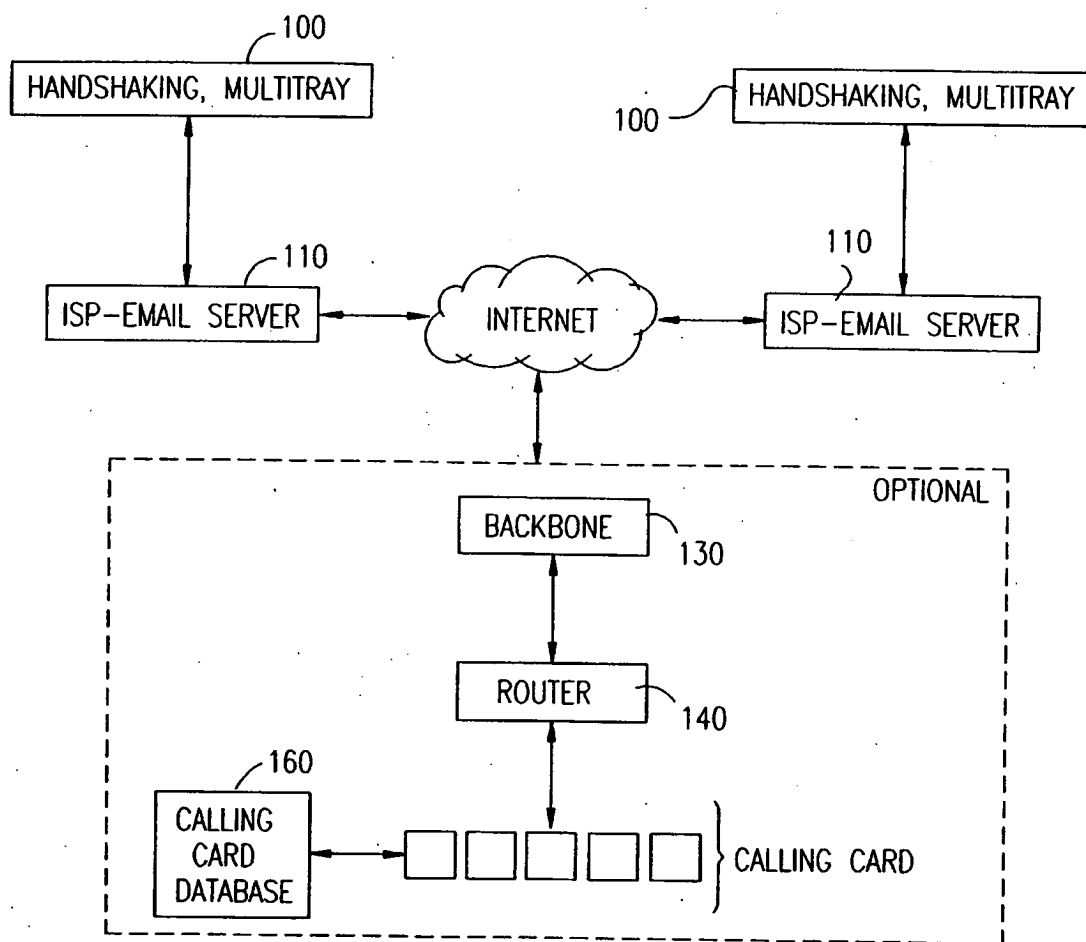 100
HANDSHAKING, MULTITRAY
100
HANDSHAKING, MULTITRAY
110
ISP-EMAIL SERVER
INTERNET
110
ISP-EMAIL SERVER
OPTIONAL
BACKBONE
130
ROUTER
140
160
CALLING
CARD
DATABASE
CALLING CARD